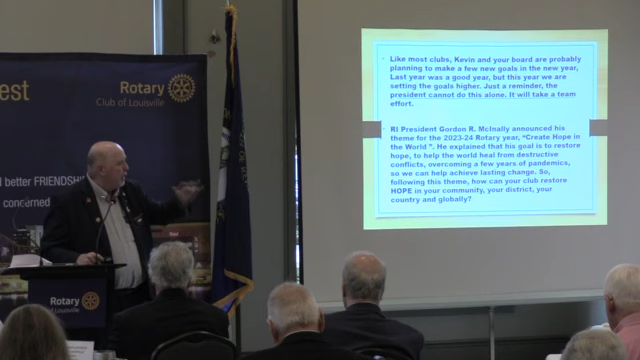 est
Rotary
Club of Louisville
d better FRIENDSHI
concerned
Rotary
of Louisville
Like most clubs, Kevin and your board are probably
planning to make a few new goals in the new year,
Last year was a good year, but this year we are
setting the goals higher. Just a reminder, the
president cannot do this alone. It will take a team
effort.
RI President Gordon R. McInally announced his
theme for the 2023-24 Rotary year, “Create Hope in
the World ”. He explained that his goal is to restore
hope, to help the world heal from destructive
conflicts, overcoming a few years of pandemics,
so we can help achieve lasting change. So,
following this theme, how can your club restore
HOPE in your community, your district, your
country and globally?